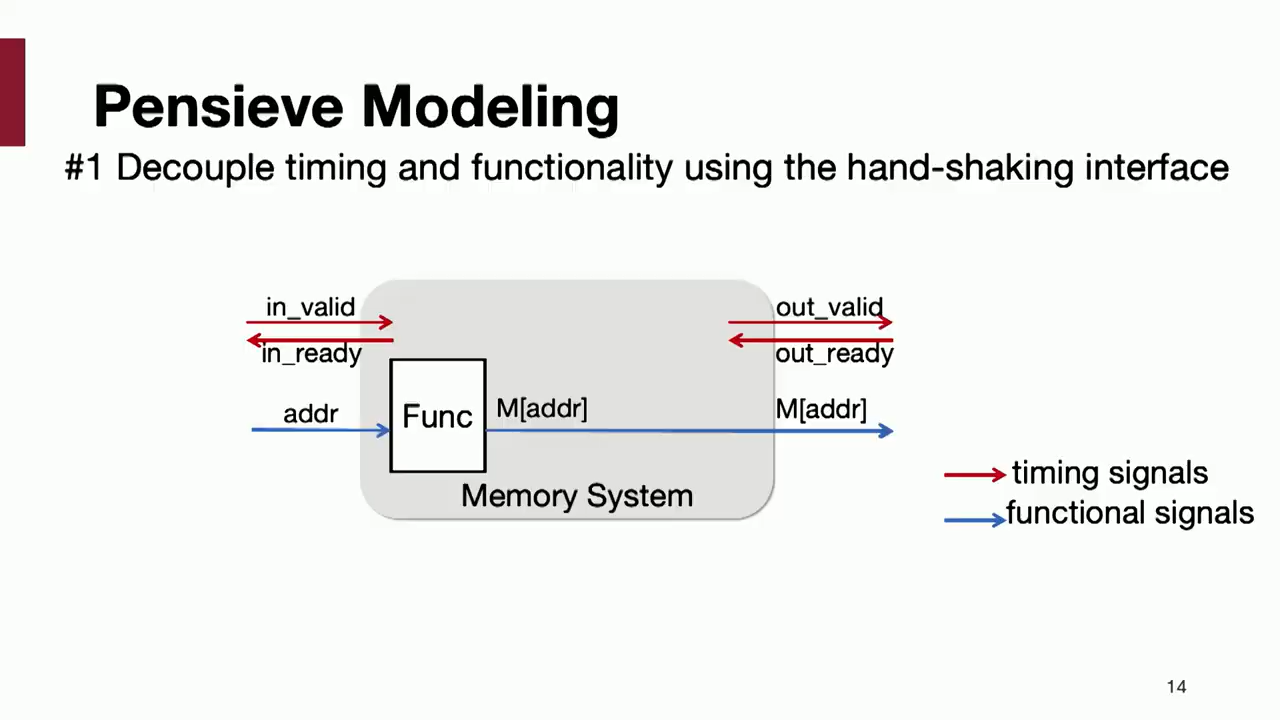 Pensieve Modeling
#1 Decouple timing and functionality using the hand-shaking interface
in_valid
out_valid
in_ready
out_ready
addr
Func
M[addr]
M[addr]
Memory System
timing signals
functional signals
14